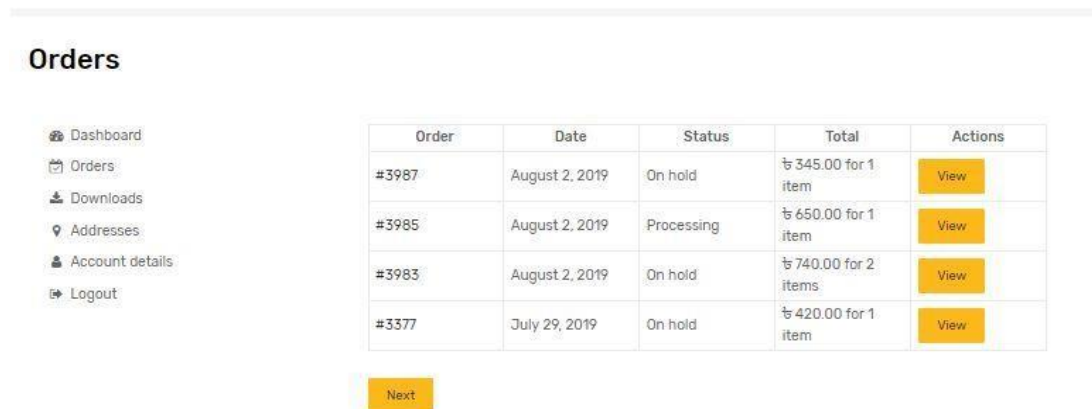 Orders
Dashboard
Orders
Downloads
Addresses
Account details
Logout
Order Date Status Total Actions
#3987 August 2, 2019 On hold ৳ 345.00 for 1 item View
#3985 August 2, 2019 Processing ৳ 650.00 for 1 item View
#3983 August 2, 2019 On hold ৳ 740.00 for 2 items View
#3377 July 29, 2019 On hold ৳ 420.00 for 1 item View
Next